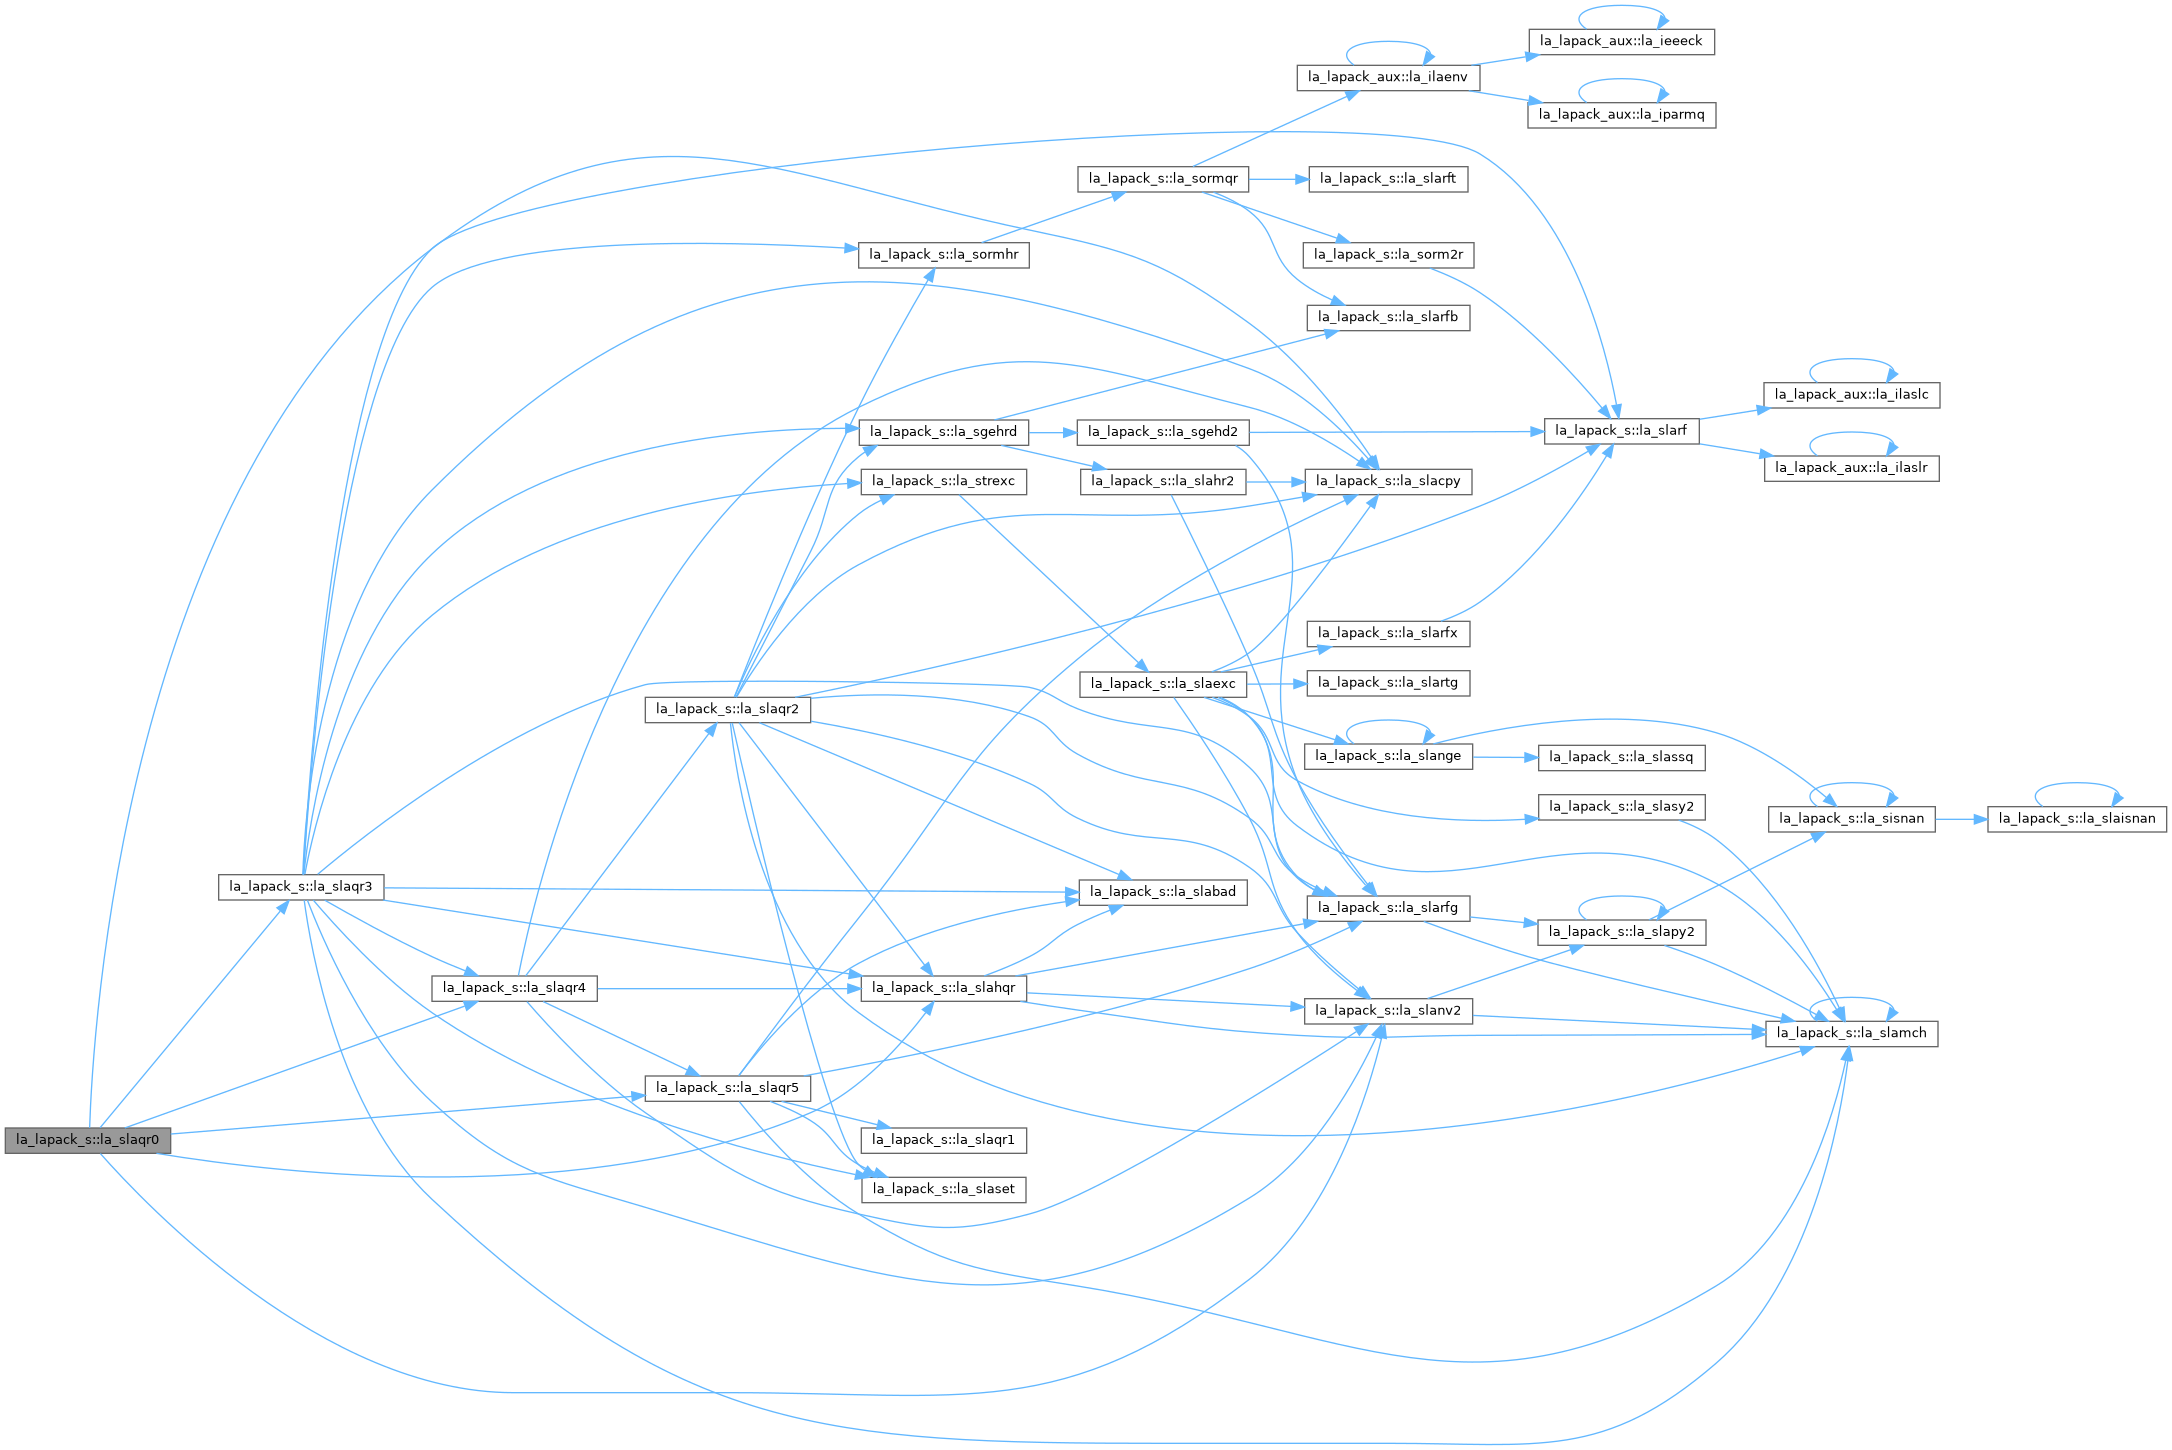 la_lapack_aux::la_ieeeck
la_lapack_aux::la_ilaenv
la_lapack_aux::la_iparmq
la_lapack_s::la_sormqr
la_lapack_s::la_slarft
la_lapack_s::la_sormhr
la_lapack_s::la_sorm2r
la_lapack_s::la_slarfb
la_lapack_aux::la_ilaslc
la_lapack_s::la_sgehrd
la_lapack_s::la_sgehd2
la_lapack_s::la_slarf
la_lapack_aux::la_ilaslr
la_lapack_s::la_strexc
la_lapack_s::la_slahr2
la_lapack_s::la_slacpy
la_lapack_s::la_slarfx
la_lapack_s::la_slaexc
la_lapack_s::la_slartg
la_lapack_s::la_slaqr2
la_lapack_s::la_slange
la_lapack_s::la_slassq
la_lapack_s::la_slasy2
la_lapack_s::la_sisnan
la_lapack_s::la_slaisnan
la_lapack_s::la_slaqr3
la_lapack_s::la_slabad
la_lapack_s::la_slarfg
la_lapack_s::la_slapy2
la_lapack_s::la_slaqr4
la_lapack_s::la_slahqr
la_lapack_s::la_slanv2
la_lapack_s::la_slamch
la_lapack_s::la_slaqr5
la_lapack_s::la_slaqr0
la_lapack_s::la_slaqr1
la_lapack_s::la_slaset